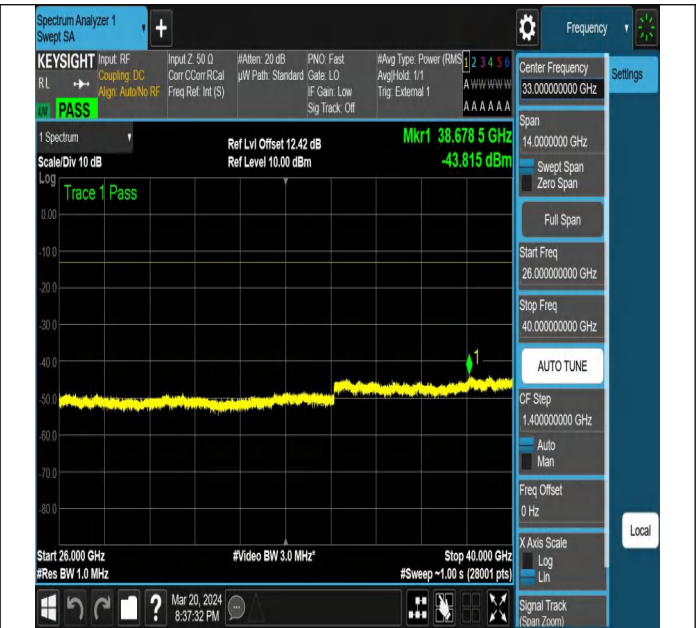 Spectrum Analyzer 1
Swept SA
+
Frequency
KEYSIGHT
Input: RF
Coupling: DC
Align: Auto/No RF
Input Z: 50 Ω
Corr CCorr RCal
Freq Ref: Int (S)
#Atten: 20 dB
µW Path: Standard
PNO: Fast
Gate: LO
IF Gain: Low
Sig Track: Off
#Avg Type: Power (RMS
Avg|Hold: 1/1
Trig: External 1
1 2 3 4 5 6
A W W W W W
A A A A A A
RL
PASS
1 Spectrum
Scale/Div 10 dB
Ref Lvl Offset 12.42 dB
Ref Level 10.00 dBm
Mkr1 38.678 5 GHz
-43.815 dBm
Log
Trace 1 Pass
0.00
-10.0
-20.0
-30.0
-40.0
-50.0
-60.0
-70.0
-80.0
1
Start 26.000 GHz
#Res BW 1.0 MHz
#Video BW 3.0 MHz*
Stop 40.000 GHz
#Sweep ~1.00 s (28001 pts)
Mar 20, 2024
8:37:32 PM
?
Center Frequency
33.000000000 GHz
Settings
Span
14.0000000 GHz
Swept Span
Zero Span
Full Span
Start Freq
26.000000000 GHz
Stop Freq
40.000000000 GHz
AUTO TUNE
CF Step
1.400000000 GHz
Auto
Man
Freq Offset
0 Hz
X Axis Scale
Log
Lin
Local
Signal Track
(Span Zoom)